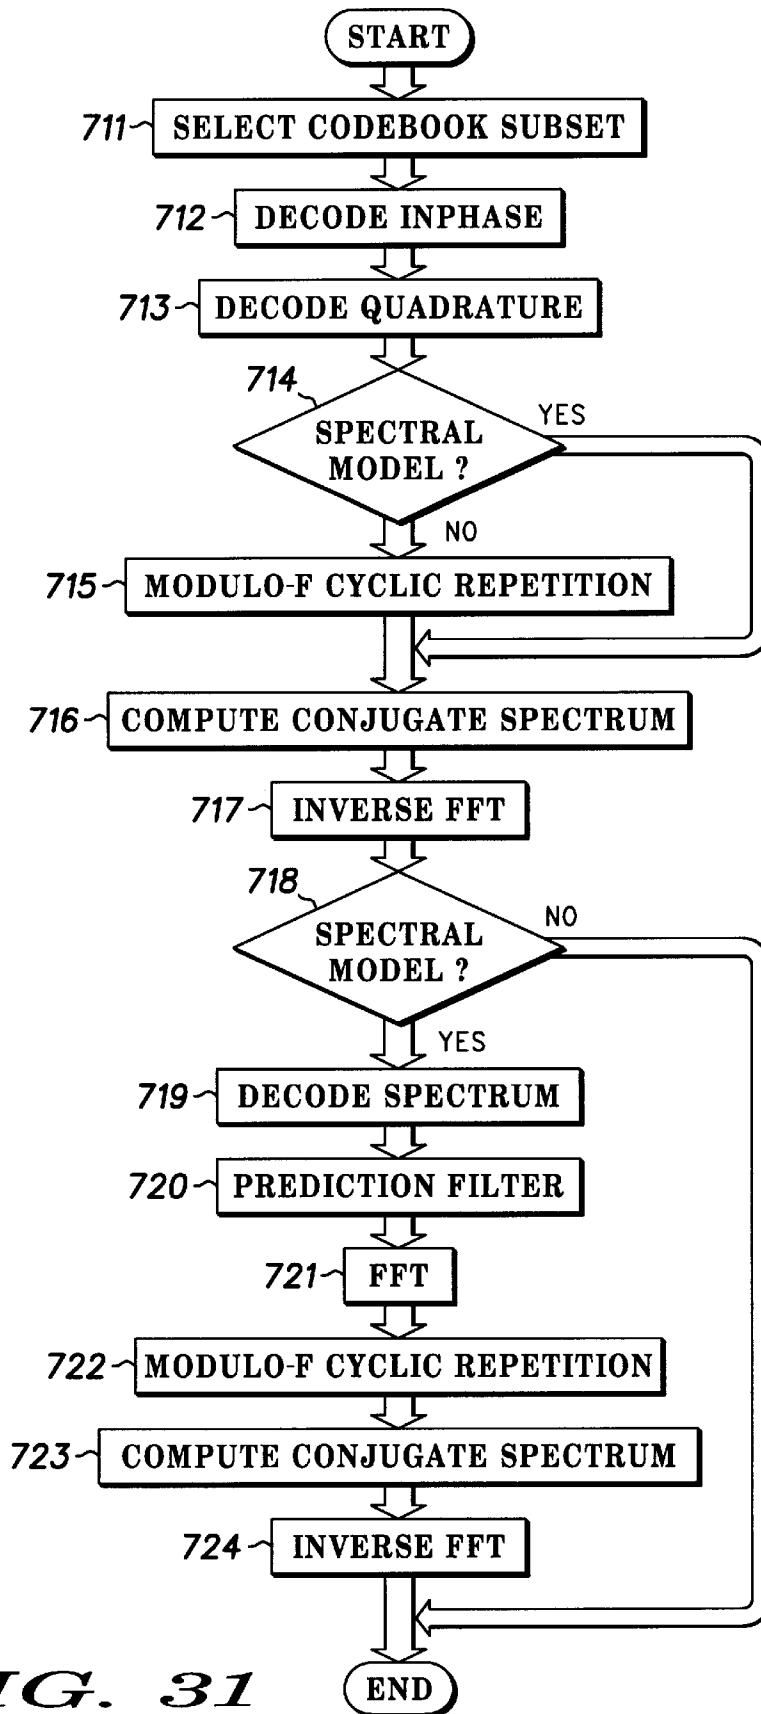 START
711 SELECT CODEBOOK SUBSET
712 DECODE INPHASE
713 DECODE QUADRATURE
714
SPECTRAL
MODEL ?
YES
NO
715 MODULO-F CYCLIC REPETITION
716 COMPUTE CONJUGATE SPECTRUM
717 INVERSE FFT
718
SPECTRAL
MODEL ?
NO
YES
719 DECODE SPECTRUM
720 PREDICTION FILTER
721 FFT
722 MODULO-F CYCLIC REPETITION
723 COMPUTE CONJUGATE SPECTRUM
724 INVERSE FFT
END
IG. 31